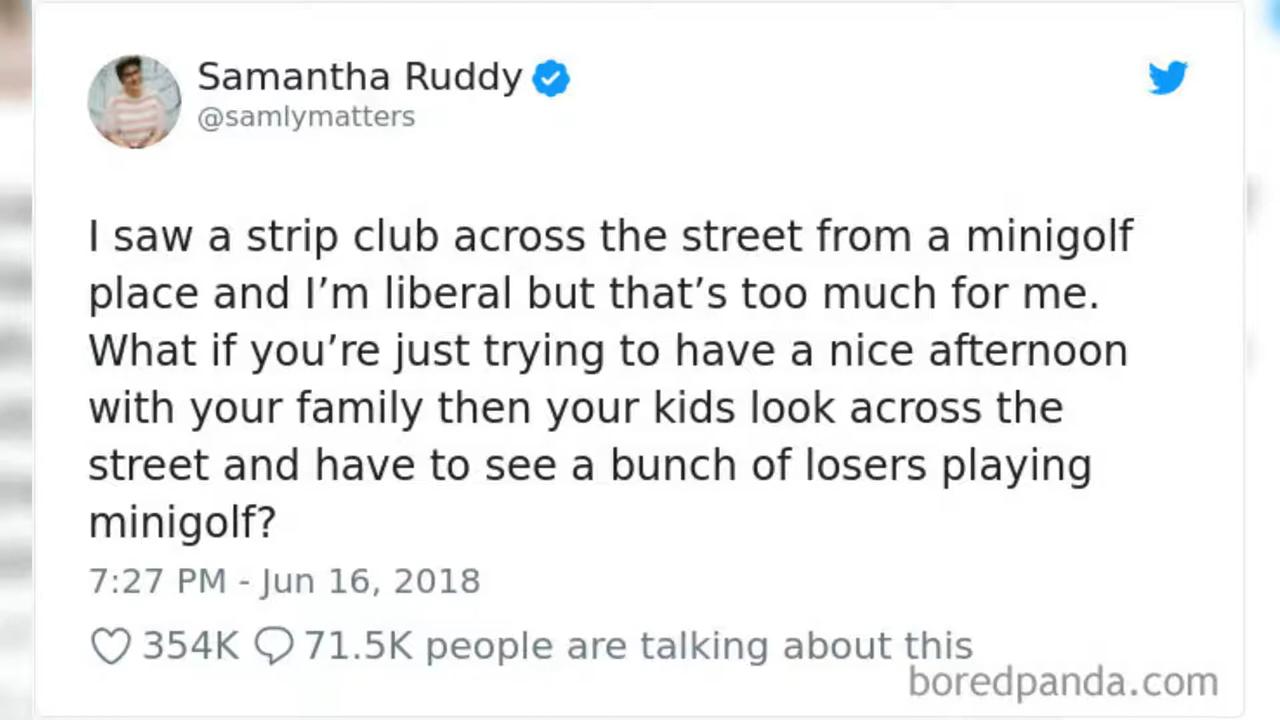 Samantha Ruddy
@samlymatters
I saw a strip club across the street from a minigolf
place and I’m liberal but that’s too much for me.
What if you’re just trying to have a nice afternoon
with your family then your kids look across the
street and have to see a bunch of losers playing
minigolf?
7:27 PM - Jun 16, 2018
354K 71.5K people are talking about this
boredpanda.com